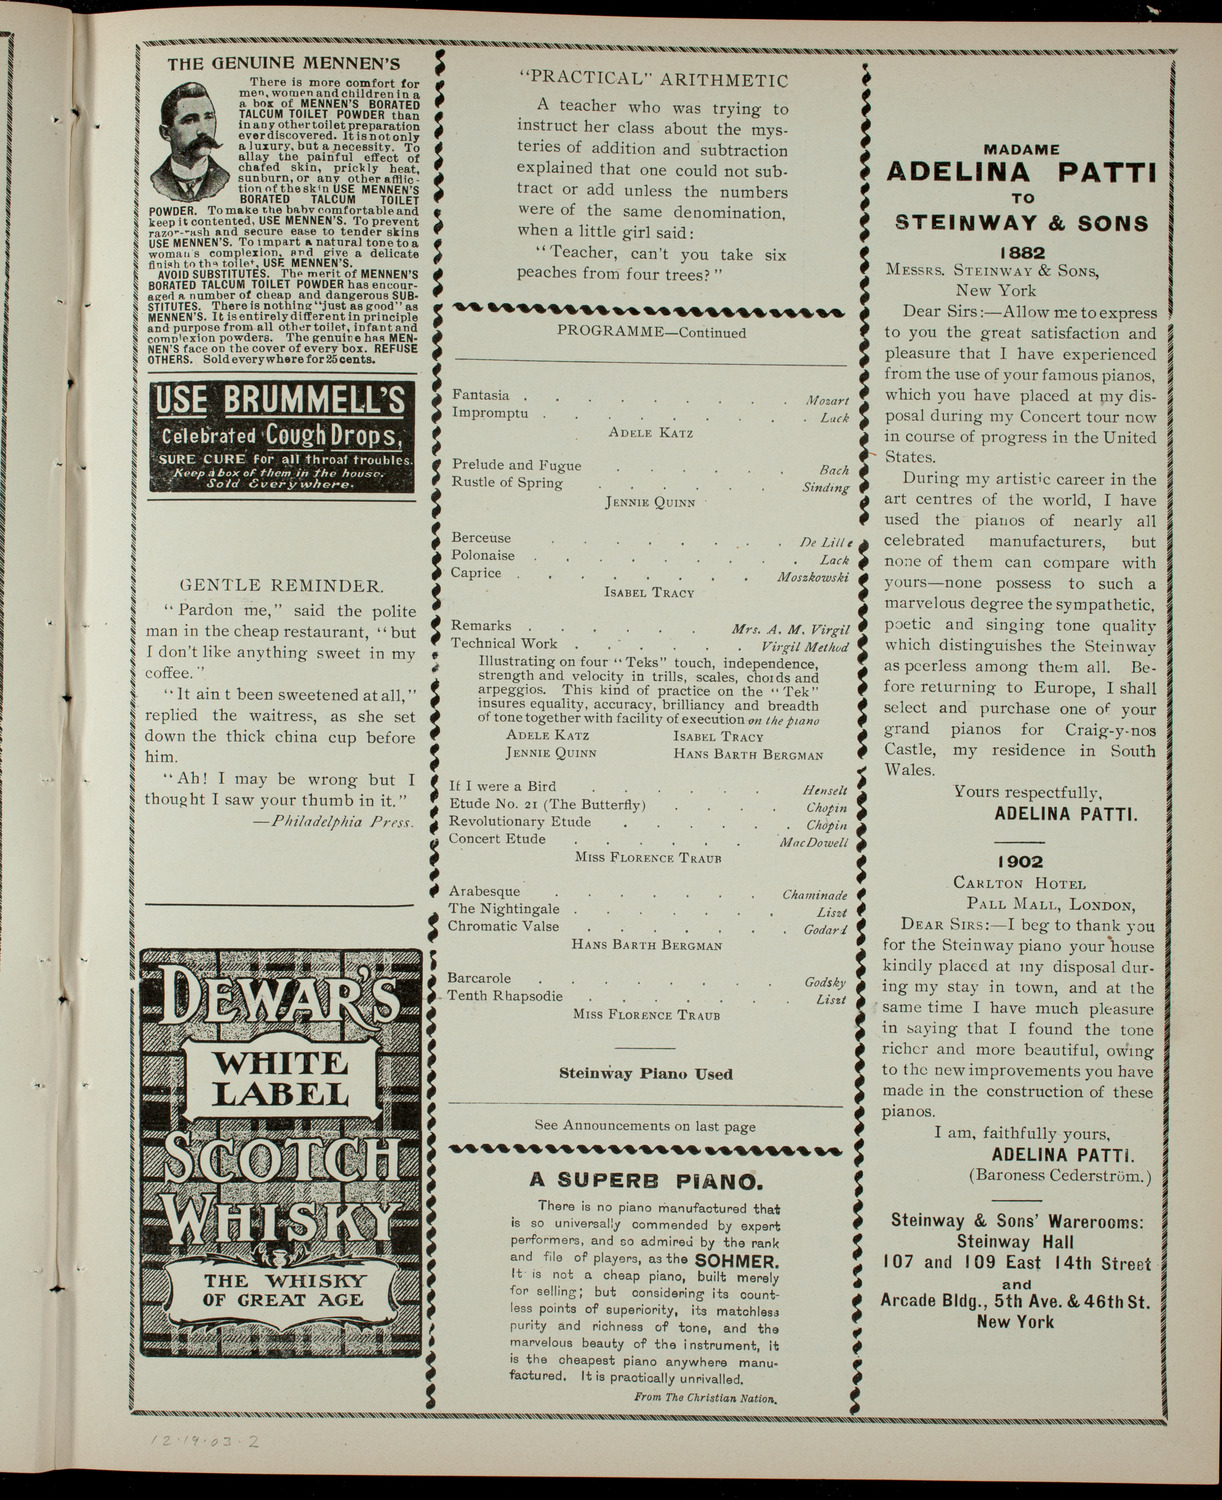 THE GENUINE MENNEN'S
There is more comfort for
men, women and children in a
a box of MENNEN'S BORATED
TALCUM TOILET POWDER than
in any other toilet preparation
ever discovered. It is not only
a luxury, but a necessity. To
allay the painful effect of
chafed skin, prickly heat,
sunburn, or any other afflic-
tion of the skin USE MENNEN'S
BORATED TALCUM TOILET
POWDER. To make the baby comfortable and
keep it contented, USE MENNEN'S. To prevent
razor-rash and secure ease to tender skins
USE MENNEN'S. To impart a natural tone to a
woman's complexion, and give a delicate
finish to the toilet, USE MENNEN'S.
AVOID SUBSTITUTES. The merit of MENNEN'S
BORATED TALCUM TOILET POWDER has encour-
aged a number of cheap and dangerous SUB-
STITUTES. There is nothing "just as good" as
MENNEN'S. It is entirely different in principle
and purpose from all other toilet, infant and
complexion powders. The genuine has MEN-
NEN'S face on the cover of every box. REFUSE
OTHERS. Sold everywhere for 25 cents.
USE BRUMMELL'S
Celebrated Cough Drops,
SURE CURE for all throat troubles.
Keep a box of them in the house.
Sold Everywhere.
GENTLE REMINDER.
"Pardon me," said the polite
man in the cheap restaurant, "but
I don't like anything sweet in my
coffee."
"It ain t been sweetened at all,"
replied the waitress, as she set
down the thick china cup before
him.
"Ah! I may be wrong but I
thought I saw your thumb in it."
—Philadelphia Press.
DEWAR'S
WHITE
LABEL
SCOTCH
WHISKY
THE WHISKY
OF GREAT AGE
"PRACTICAL" ARITHMETIC
A teacher who was trying to
instruct her class about the mys-
teries of addition and subtraction
explained that one could not sub-
tract or add unless the numbers
were of the same denomination,
when a little girl said:
"Teacher, can't you take six
peaches from four trees?"
PROGRAMME—Continued
Fantasia . . . . . . . . . Mozart
Impromptu . . . . . . . . Lack
ADELE KATZ
Prelude and Fugue . . . . . . Bach
Rustle of Spring . . . . . . Sinding
JENNIE QUINN
Berceuse . . . . . . . De Lille
Polonaise . . . . . . . . . Lack
Caprice . . . . . . . Moszkowski
ISABEL TRACY
Remarks . . . . . . Mrs. A. M. Virgil
Technical Work . . . . . . Virgil Method
Illustrating on four "Teks" touch, independence,
strength and velocity in trills, scales, chords and
arpeggios. This kind of practice on the "Tek"
insures equality, accuracy, brilliancy and breadth
of tone together with facility of execution on the piano
ADELE KATZ ISABEL TRACY
JENNIE QUINN HANS BARTH BERGMAN
If I were a Bird . . . . . . Henselt
Etude No. 21 (The Butterfly) . . . . Chopin
Revolutionary Etude . . . . . . Chopin
Concert Etude . . . . . . MacDowell
MISS FLORENCE TRAUB
Arabesque . . . . . . Chaminade
The Nightingale . . . . . . . Liszt
Chromatic Valse . . . . . . . Godard
HANS BARTH BERGMAN
Barcarole . . . . . . . . Godsky
Tenth Rhapsodie . . . . . . . Liszt
MISS FLORENCE TRAUB
Steinway Piano Used
See Announcements on last page
A SUPERB PIANO.
There is no piano manufactured that
is so universally commended by expert
performers, and so admired by the rank
and file of players, as the SOHMER.
It is not a cheap piano, built merely
for selling; but considering its count-
less points of superiority, its matchless
purity and richness of tone, and the
marvelous beauty of the instrument, it
is the cheapest piano anywhere manu-
factured. It is practically unrivalled.
From The Christian Nation.
MADAME
ADELINA PATTI
TO
STEINWAY & SONS
1882
MESSRS. STEINWAY & SONS,
New York
Dear Sirs:—Allow me to express
to you the great satisfaction and
pleasure that I have experienced
from the use of your famous pianos,
which you have placed at my dis-
posal during my Concert tour now
in course of progress in the United
States.
During my artistic career in the
art centres of the world, I have
used the pianos of nearly all
celebrated manufacturers, but
none of them can compare with
yours—none possess to such a
marvelous degree the sympathetic,
poetic and singing tone quality
which distinguishes the Steinway
as peerless among them all. Be-
fore returning to Europe, I shall
select and purchase one of your
grand pianos for Craig-y-nos
Castle, my residence in South
Wales.
Yours respectfully,
ADELINA PATTI.
1902
CARLTON HOTEL
PALL MALL, LONDON,
DEAR SIRS:—I beg to thank you
for the Steinway piano your house
kindly placed at my disposal dur-
ing my stay in town, and at the
same time I have much pleasure
in saying that I found the tone
richer and more beautiful, owing
to the new improvements you have
made in the construction of these
pianos.
I am, faithfully yours,
ADELINA PATTI.
(Baroness Cederström.)
Steinway & Sons' Warerooms:
Steinway Hall
107 and 109 East 14th Street
and
Arcade Bldg., 5th Ave. & 46th St.
New York
12.19.03.2